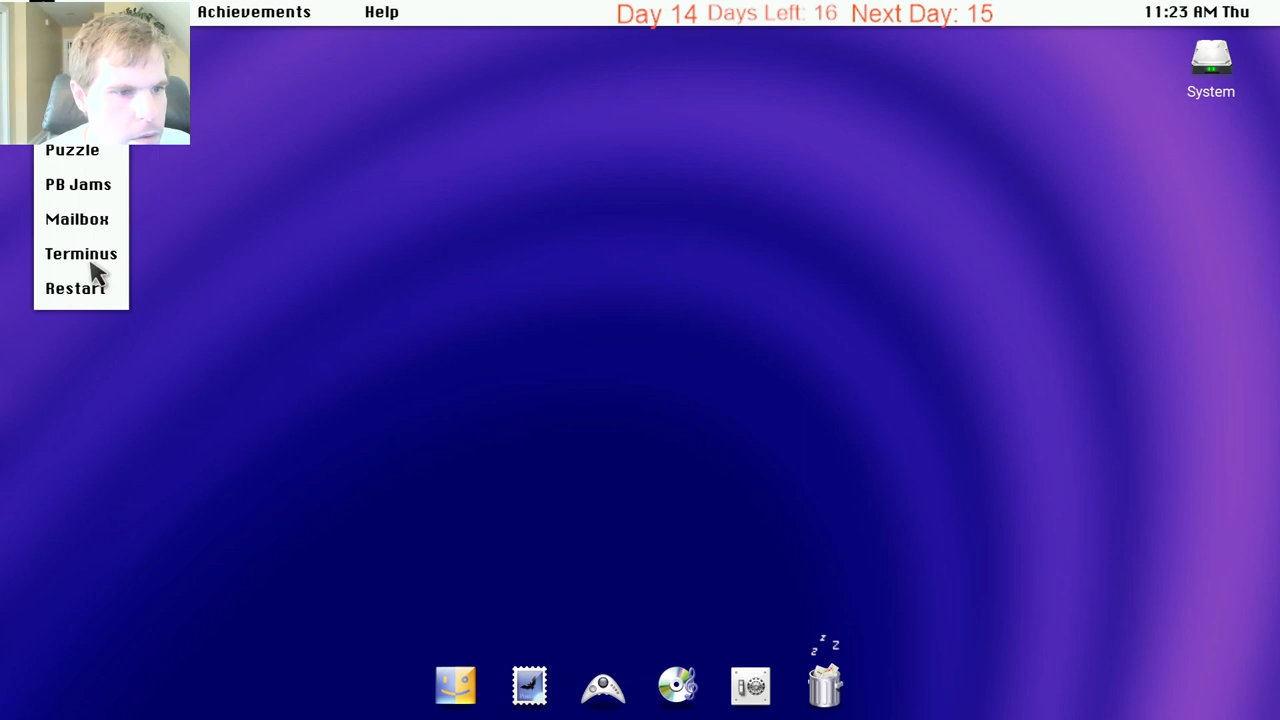 Achievements Help Day 14 Days Left: 16 Next Day: 15 11:23 AM Thu
System
Puzzle
PB Jams
Mailbox
Terminus
Restart
z z z